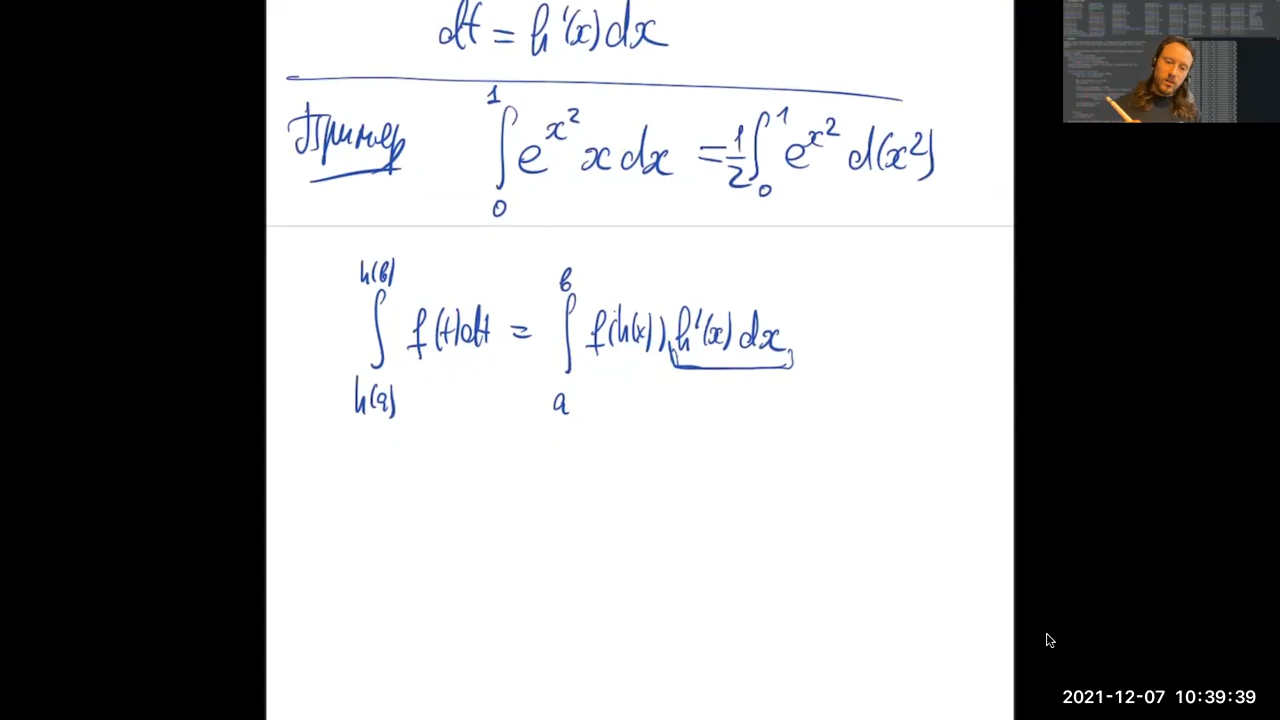 dt = h'(x)dx
Пример ∫₀¹ e^{x²} x dx = 1/2 ∫₀¹ e^{x²} d(x²)
∫_{h(a)}^{h(b)} f(t)dt = ∫_a^b f(h(x)) h'(x) dx
2021-12-07 10:39:39